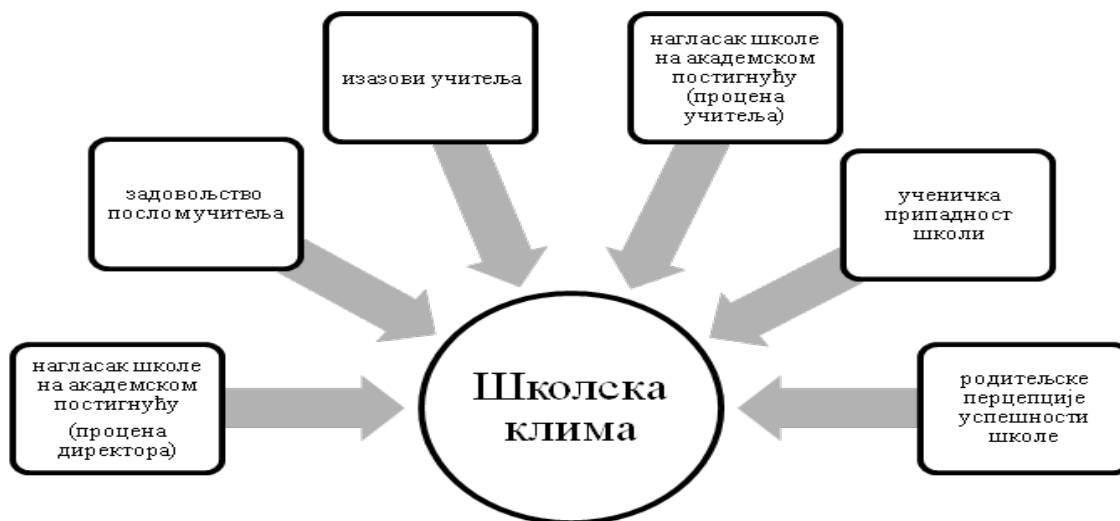 нагласак школе
на академском
постигнућу
(процена
директора)
задовољство
послом учитеља
изазови учитеља
нагласак школе
на академском
постигнућу
(процена
учитеља)
ученичка
припадност
школи
родитељске
перцепције
успешности
школе
Школска
клима